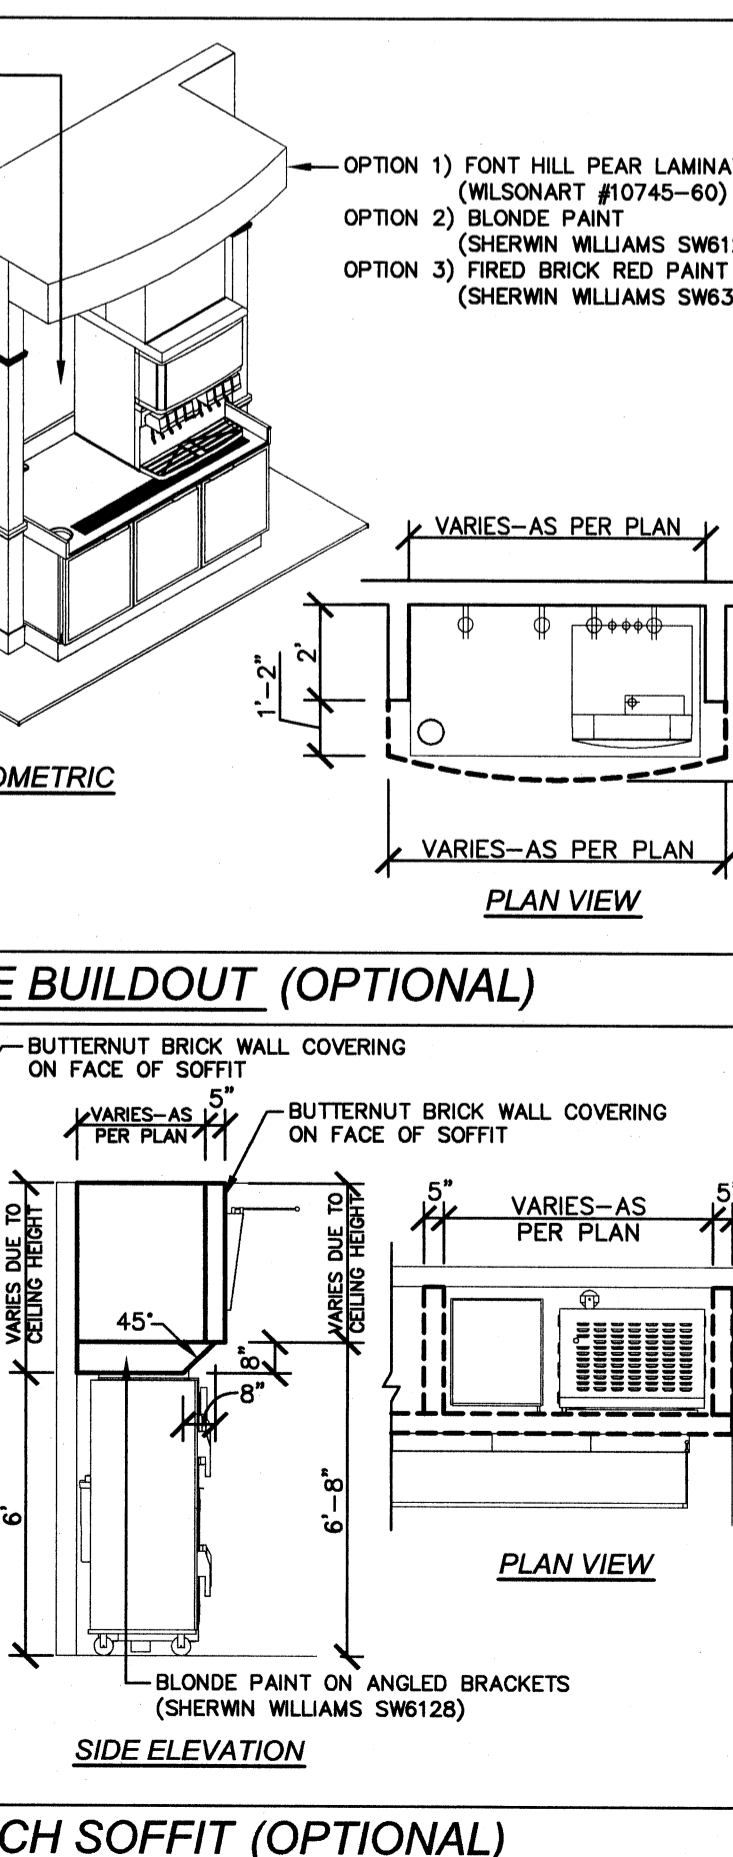 OPTION 1) FONT HILL PEAR
(WILSONART #10745-60)
OPTION 2) BLONDE PAINT
(SHERWIN WILLIAMS
OPTION 3) FIRED BRICK RED PAINT
(SHERWIN WILLIAMS
VARIES-AS PER PLAN
2'
1'-2"
VARIES-AS PER PLAN
PLAN VIEW
BUILDOUT (OPTIONAL)
BUTTERNUT BRICK WALL COVERING
ON FACE OF SOFFIT
5"
VARIES-AS
PER PLAN
BUTTERNUT BRICK WALL COVERING
ON FACE OF SOFFIT
VARIES DUE TO
CEILING HEIGHT
VARIES DUE TO
CEILING HEIGHT
5"
VARIES-AS
PER PLAN
45°
8"
8"
6'
6'-8"
PLAN VIEW
BLONDE PAINT ON ANGLED BRACKETS
(SHERWIN WILLIAMS SW6128)
SIDE ELEVATION
SOFFIT (OPTIONAL)